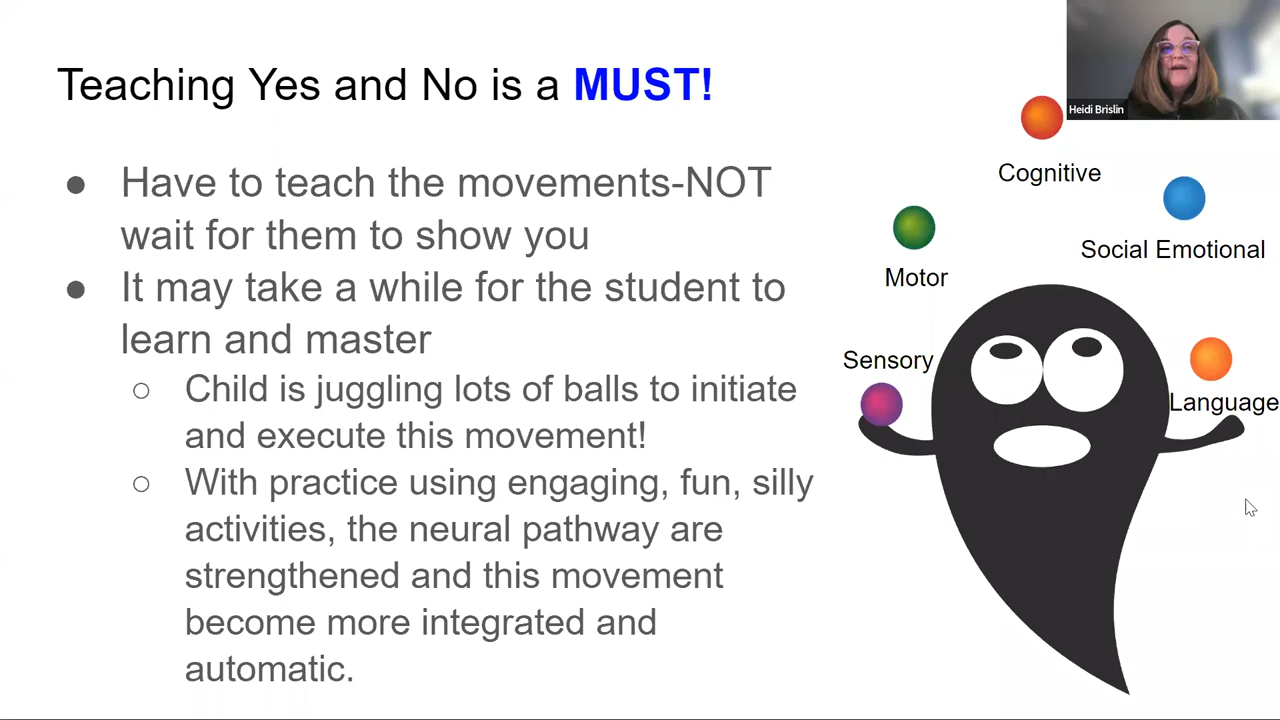 Teaching Yes and No is a MUST!
● Have to teach the movements-NOT
wait for them to show you
● It may take a while for the student to
learn and master
○ Child is juggling lots of balls to initiate
and execute this movement!
○ With practice using engaging, fun, silly
activities, the neural pathway are
strengthened and this movement
become more integrated and
automatic.
Heidi Brislin
Cognitive
Social Emotional
Motor
Sensory
Language